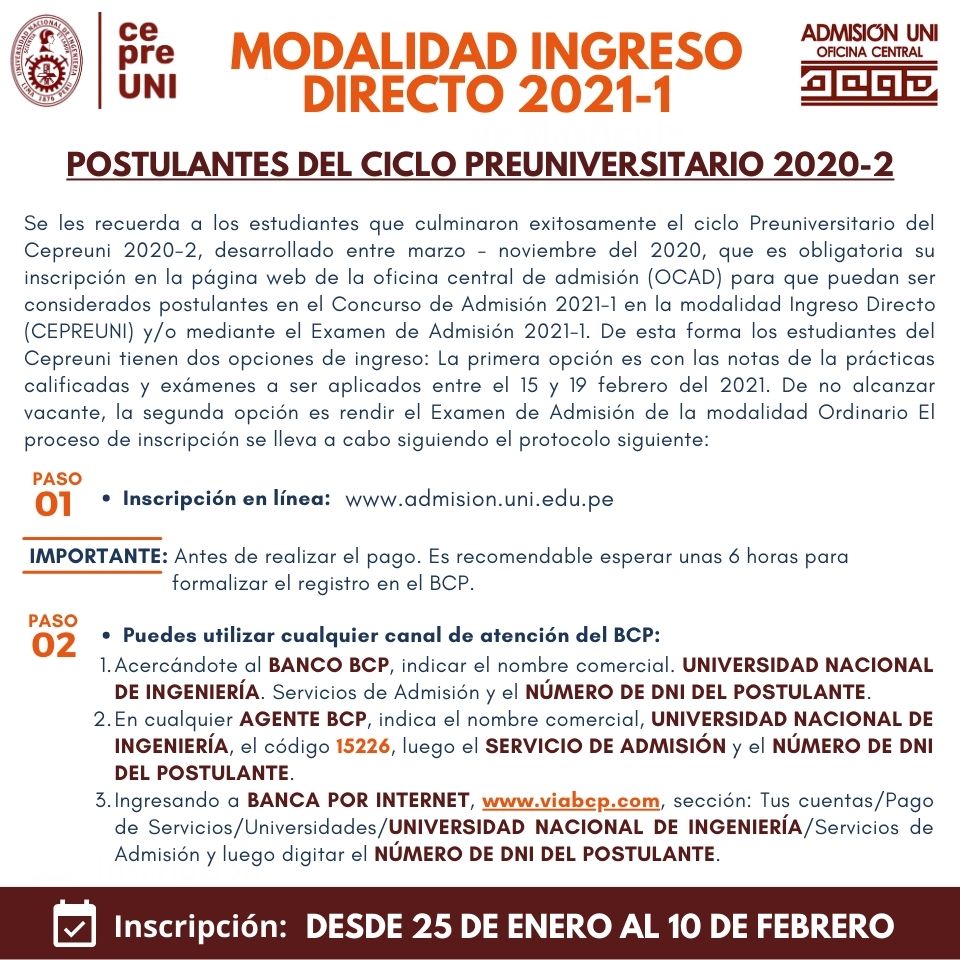 ce
pre
UNI
MODALIDAD INGRESO
DIRECTO 2021-1
ADMISIÓN UNI
OFICINA CENTRAL
POSTULANTES DEL CICLO PREUNIVERSITARIO 2020-2
Se les recuerda a los estudiantes que culminaron exitosamente el ciclo Preuniversitario del
Cepreuni 2020-2, desarrollado entre marzo - noviembre del 2020, que es obligatoria su
inscripción en la página web de la oficina central de admisión (OCAD) para que puedan ser
considerados postulantes en el Concurso de Admisión 2021-1 en la modalidad Ingreso Directo
(CEPREUNI) y/o mediante el Examen de Admisión 2021-1. De esta forma los estudiantes del
Cepreuni tienen dos opciones de ingreso: La primera opción es con las notas de la prácticas
calificadas y exámenes a ser aplicados entre el 15 y 19 febrero del 2021. De no alcanzar
vacante, la segunda opción es rendir el Examen de Admisión de la modalidad Ordinario El
proceso de inscripción se lleva a cabo siguiendo el protocolo siguiente:
PASO
01
• Inscripción en línea: www.admision.uni.edu.pe
IMPORTANTE: Antes de realizar el pago. Es recomendable esperar unas 6 horas para
formalizar el registro en el BCP.
PASO
02
• Puedes utilizar cualquier canal de atención del BCP:
1. Acercándote al BANCO BCP, indicar el nombre comercial. UNIVERSIDAD NACIONAL
DE INGENIERÍA. Servicios de Admisión y el NÚMERO DE DNI DEL POSTULANTE.
2. En cualquier AGENTE BCP, indica el nombre comercial, UNIVERSIDAD NACIONAL DE
INGENIERÍA, el código 15226, luego el SERVICIO DE ADMISIÓN y el NÚMERO DE DNI
DEL POSTULANTE.
3. Ingresando a BANCA POR INTERNET, www.viabcp.com, sección: Tus cuentas/Pago
de Servicios/Universidades/UNIVERSIDAD NACIONAL DE INGENIERÍA/Servicios de
Admisión y luego digitar el NÚMERO DE DNI DEL POSTULANTE.
Inscripción: DESDE 25 DE ENERO AL 10 DE FEBRERO